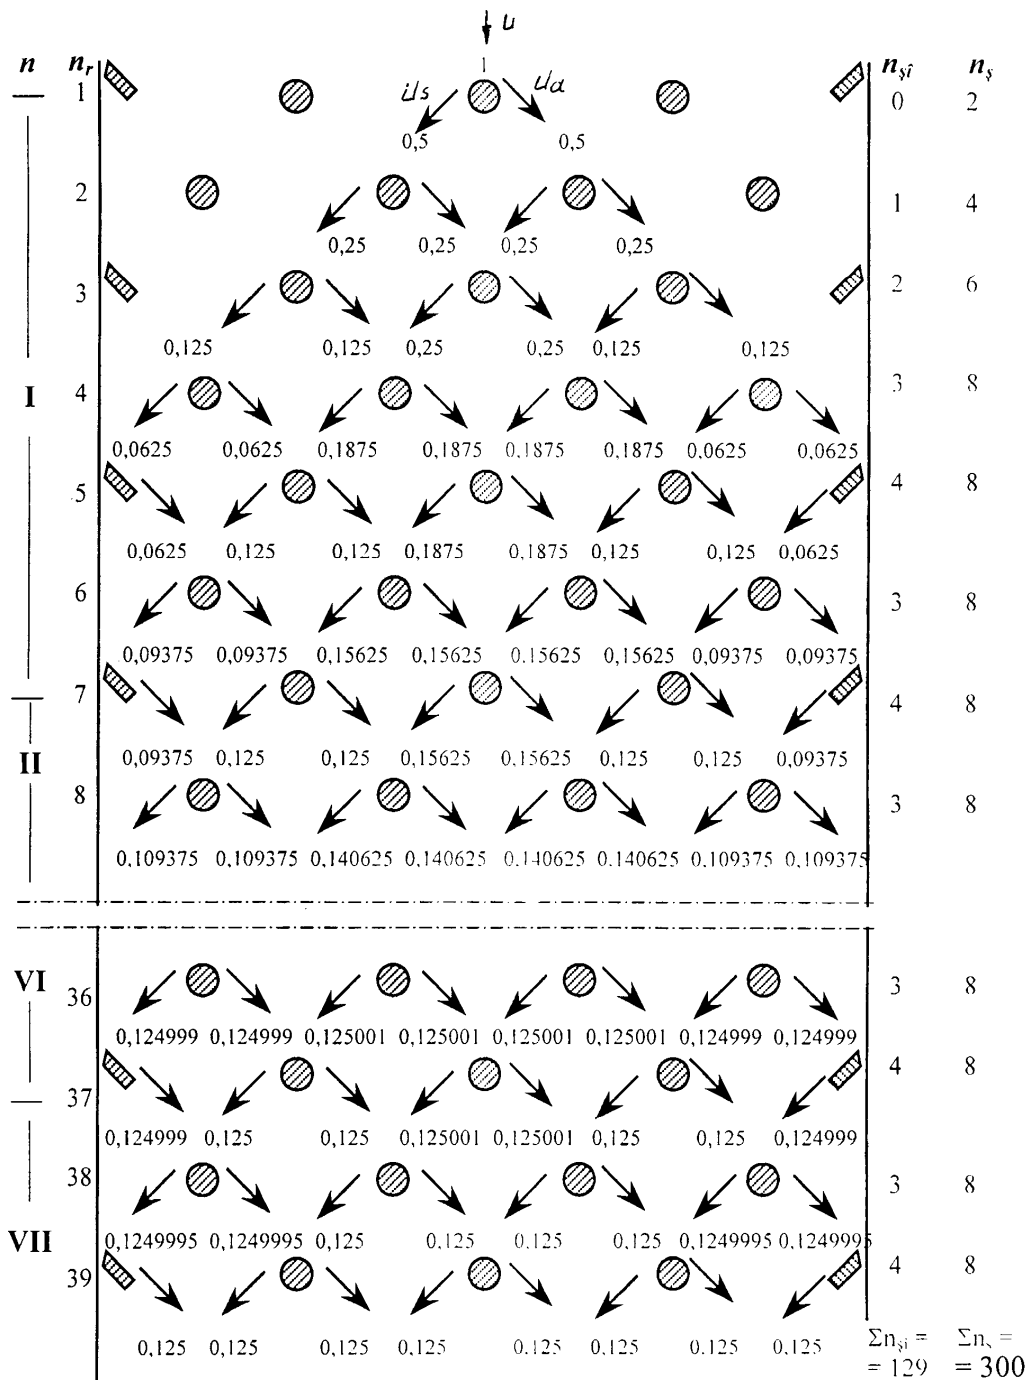 u
n n_r 1 n_şî n_ş
i/s u_d
1 0 2
0,5 0,5
2 1 4
0,25 0,25 0,25 0,25
3 2 6
0,125 0,125 0,25 0,25 0,125 0,125
I 4 3 8
0,0625 0,0625 0,1875 0,1875 0,1875 0,1875 0,0625 0,0625
5 4 8
0,0625 0,125 0,125 0,1875 0,1875 0,125 0,125 0,0625
6 3 8
0,09375 0,09375 0,15625 0,15625 0.15625 0,15625 0,09375 0,09375
7 4 8
0,09375 0,125 0,125 0,15625 0,15625 0,125 0,125 0,09375
II 8 3 8
0.109375 0,109375 0,140625 0,140625 0.140625 0,140625 0,109375 0,109375
VI 36 3 8
0,124999 0,124999 0,125001 0,125001 0,125001 0,125001 0,124999 0,124999
37 4 8
0,124999 0,125 0,125 0,125001 0,125001 0,125 0,125 0,124999
38 3 8
VII 0,1249995 0,1249995 0,125 0,125 0.125 0,125 0,1249995 0,1249995
39 4 8
0,125 0,125 0,125 0,125 0.125 0,125 0.125 0,125
Σn_şî = Σn_ş =
= 129 = 300